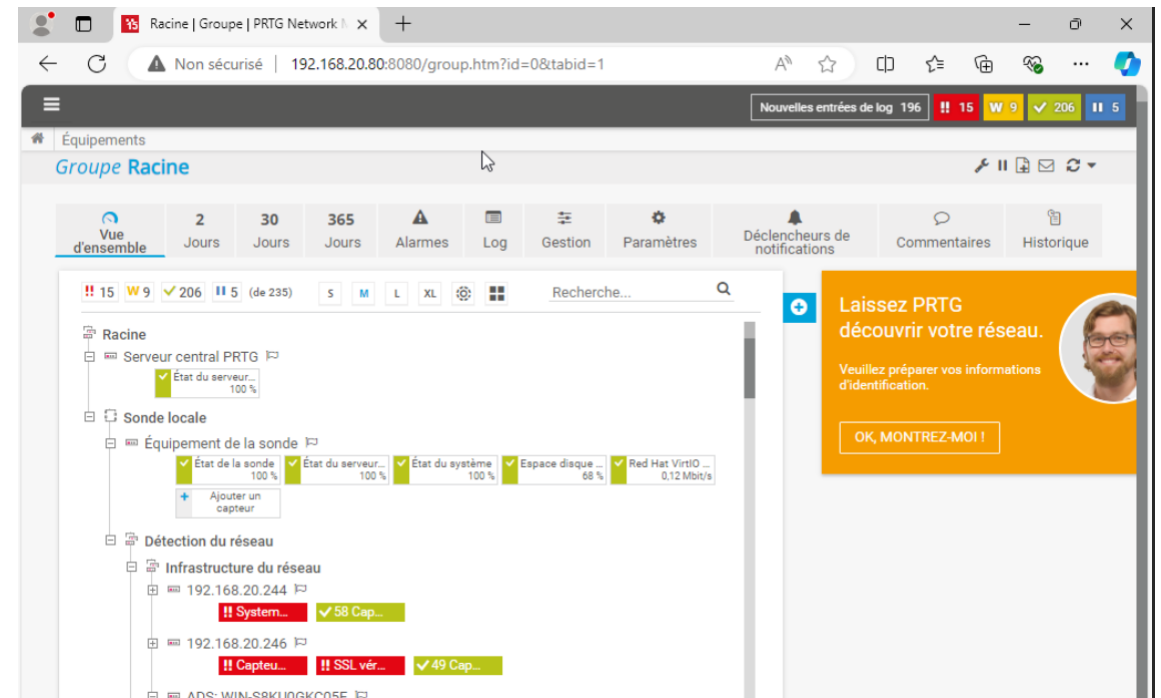 Racine | Groupe | PRTG Network
Non sécurisé | 192.168.20.80:8080/group.htm?id=0&tabid=1
Nouvelles entrées de log 196 !! 15 W 9 206 II 5
Équipements
Groupe Racine
Vue d'ensemble
2 Jours
30 Jours
365 Jours
Alarmes
Log
Gestion
Paramètres
Déclencheurs de notifications
Commentaires
Historique
!! 15 W 9 206 II 5 (de 235) S M L XL Recherche...
Racine
Serveur central PRTG
État du serveur...
100 %
Sonde locale
Équipement de la sonde
État de la sonde
100 %
État du serveur...
100 %
État du système
100 %
Espace disque ...
68 %
Red Hat VirtIO ...
0,12 Mbit/s
Ajouter un
capteur
Détection du réseau
Infrastructure du réseau
192.168.20.244
!! System... 58 Cap...
192.168.20.246
!! Capteu... !! SSL vér... 49 Cap...
Laissez PRTG
découvrir votre réseau.
Veuillez préparer vos informations
d'identification.
OK, MONTREZ-MOI !